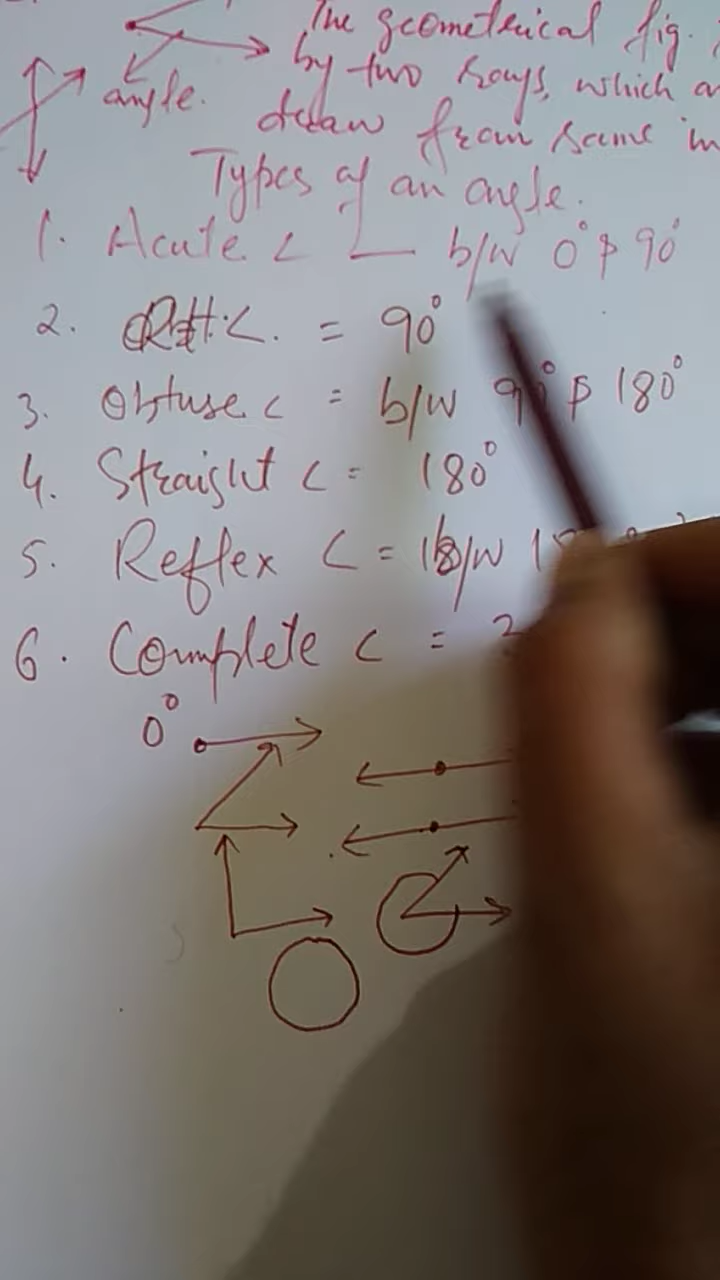 The geometrical fig.
by two rays, which
angle.
draw from same
Types of an angle.
1. Acute < b/w 0° & 90°
2. Rt. <. = 90°
3. Obtuse < = b/w 90° & 180°
4. Straight < = 180°
5. Reflex < = b/w
6. Complete < =
0°